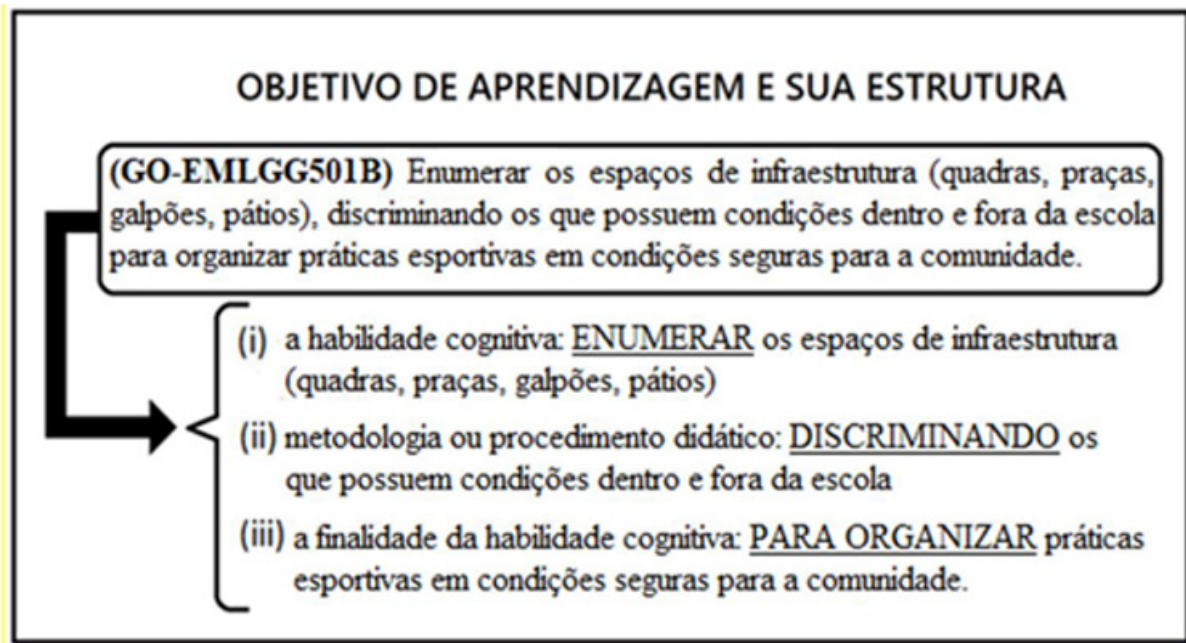 OBJETIVO DE APRENDIZAGEM E SUA ESTRUTURA
(GO-EMLGG501B) Enumerar os espaços de infraestrutura (quadras, praças,
galpões, pátios), discriminando os que possuem condições dentro e fora da escola
para organizar práticas esportivas em condições seguras para a comunidade.
(i) a habilidade cognitiva: ENUMERAR os espaços de infraestrutura
(quadras, praças, galpões, pátios)
(ii) metodologia ou procedimento didático: DISCRIMINANDO os
que possuem condições dentro e fora da escola
(iii) a finalidade da habilidade cognitiva: PARA ORGANIZAR práticas
esportivas em condições seguras para a comunidade.